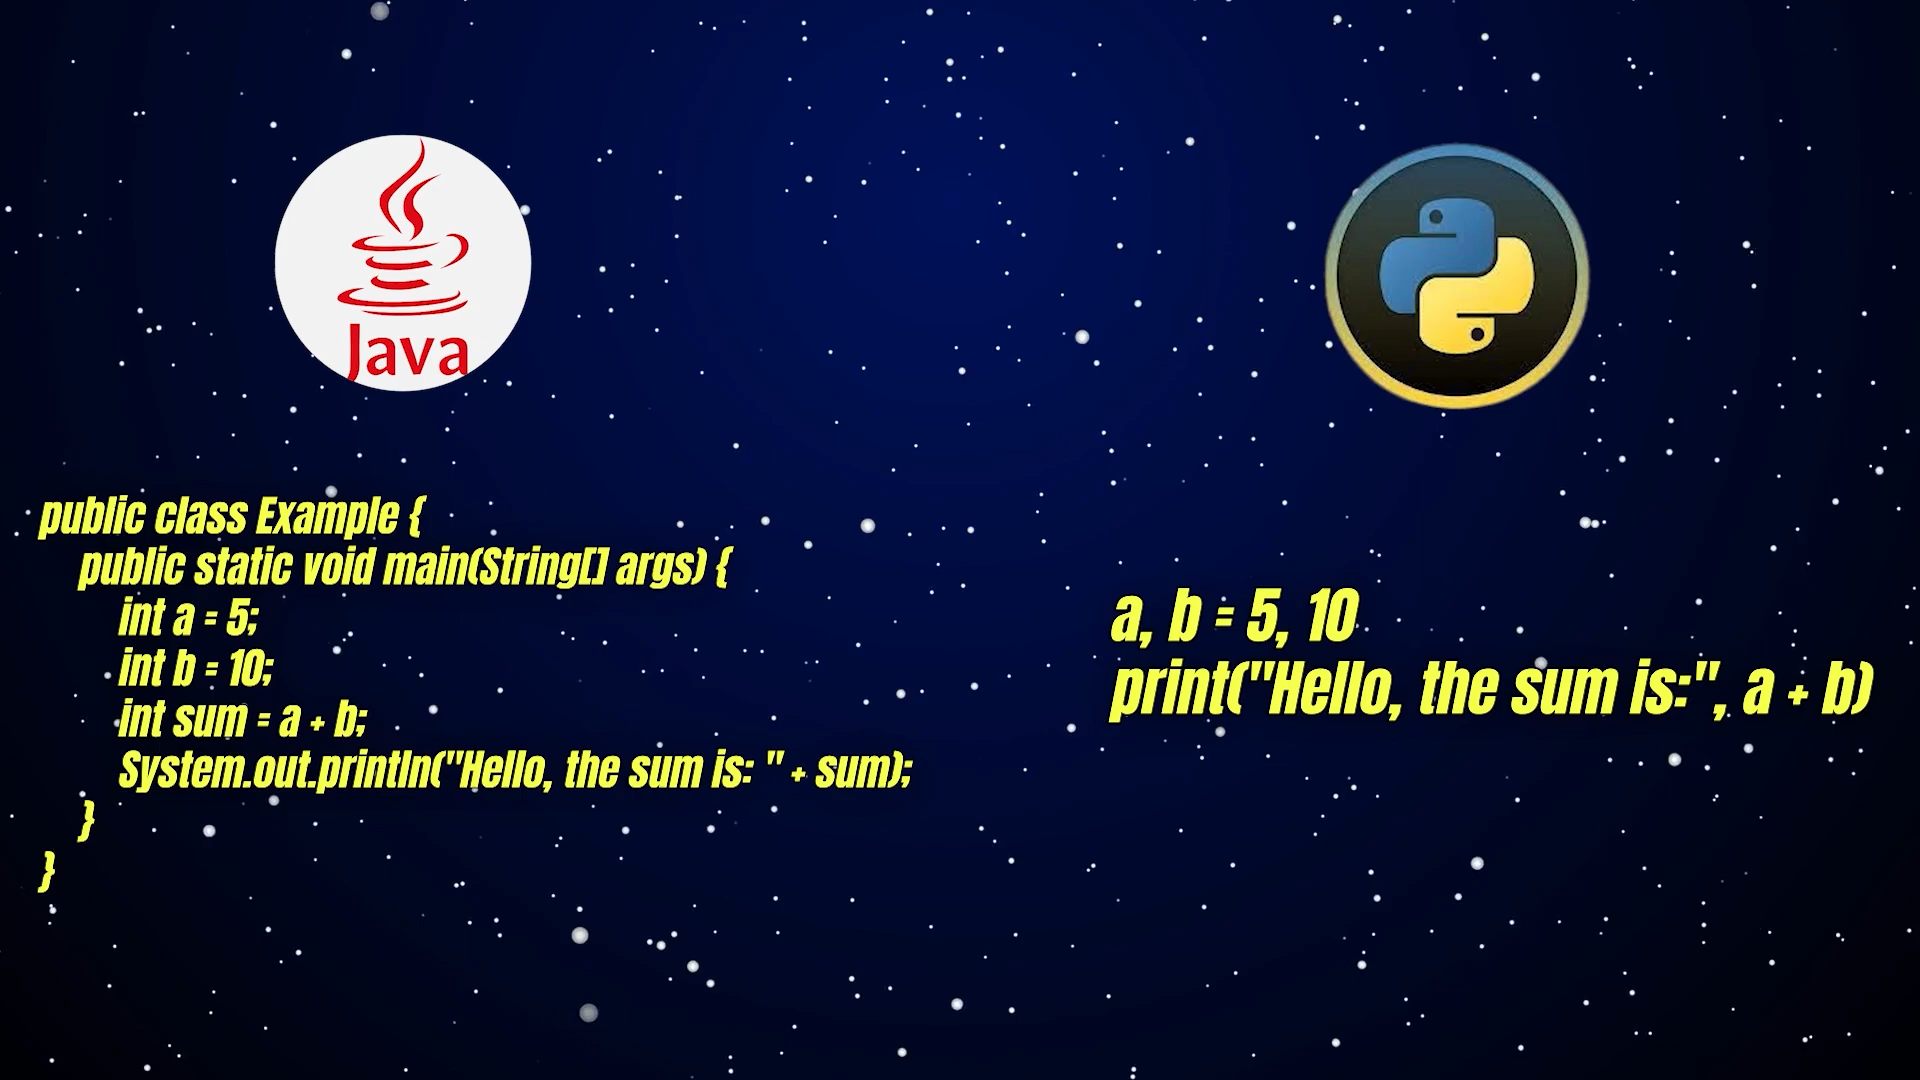 Java
public class Example {
public static void main(String[] args) {
int a = 5;
int b = 10;
int sum = a + b;
System.out.println("Hello, the sum is: " + sum);
}
}
a, b = 5, 10
print("Hello, the sum is:", a + b)